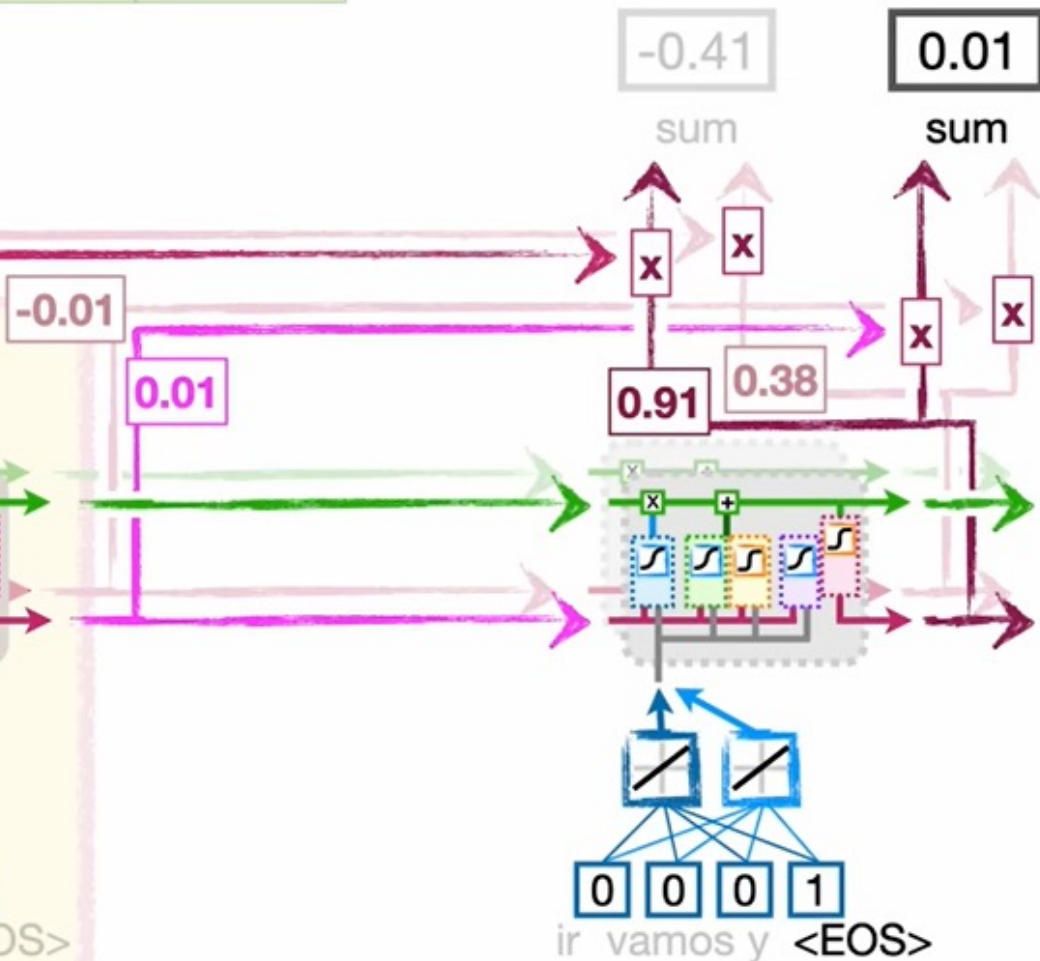 -0.41 0.01
sum sum
x x
-0.01 x x
0.01 0.91 0.38
x +
x +
0 0 0 1
ir vamos y <EOS>
OS>